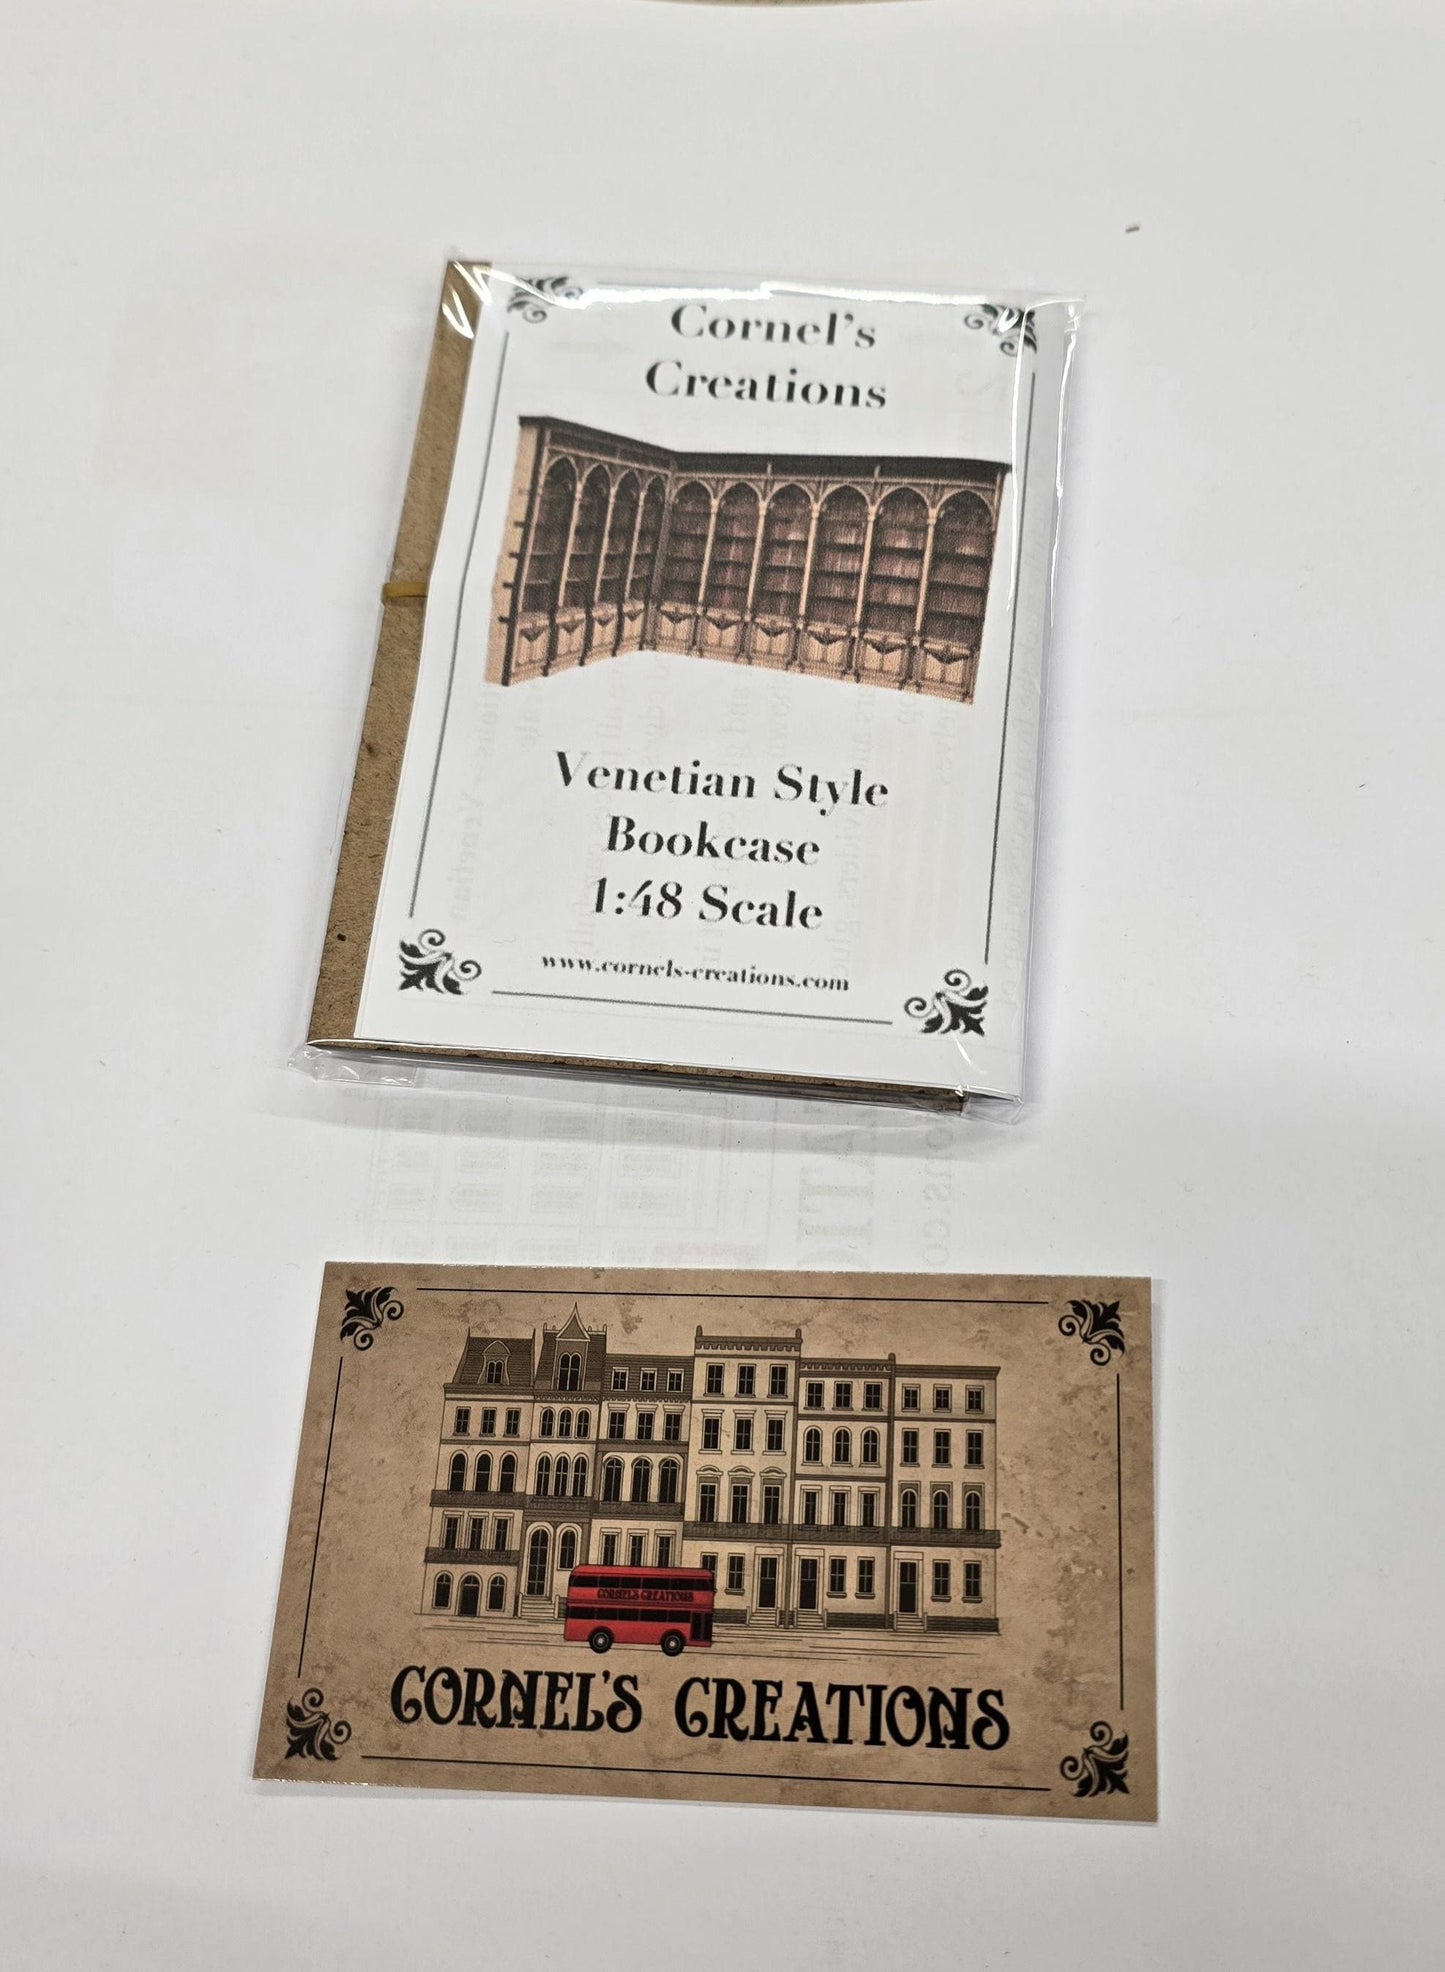 Cornel's
Creations
Venetian Style
Bookcase
1:48 Scale
www.cornels-creations.com
CORNEL'S CREATIONS
CORNEL'S CREATIONS